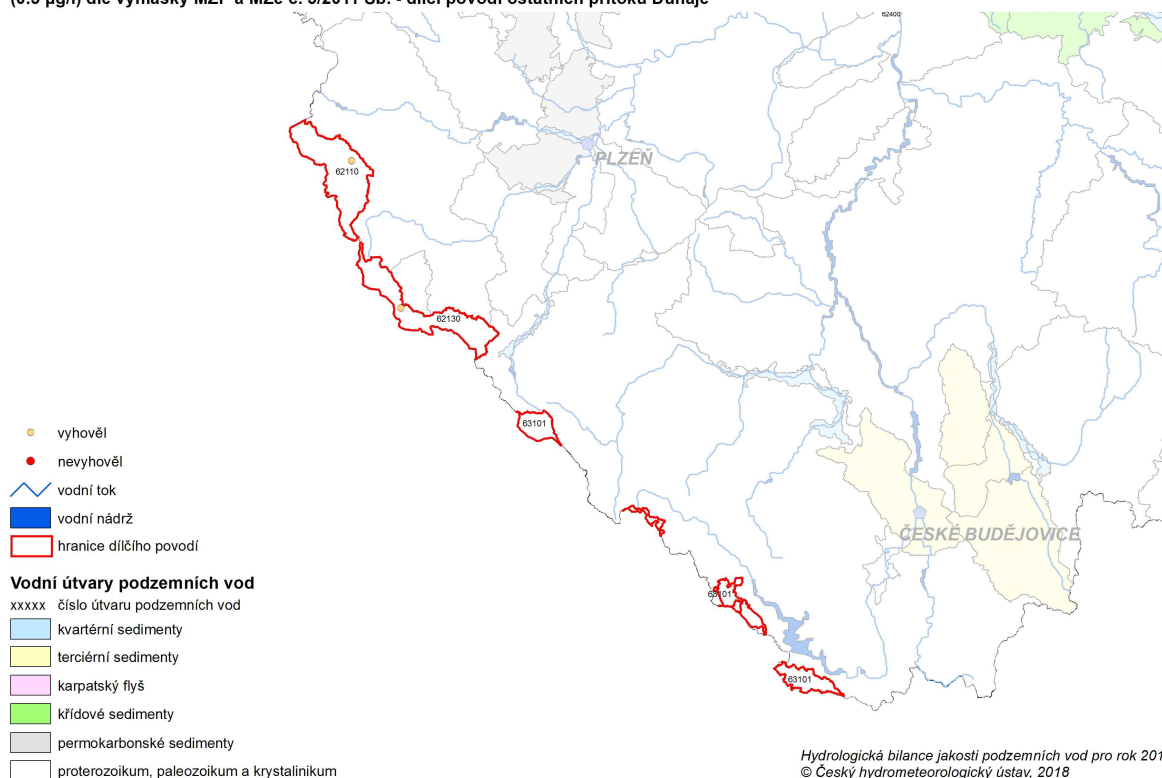 62400
PLZEŇ
62110
62130
63101
ČESKÉ BUDĚJOVICE
63101
63101
vyhověl
nevyhověl
vodní tok
vodní nádrž
hranice dílčího povodí
Vodní útvary podzemních vod
xxxxx číslo útvaru podzemních vod
kvartérní sedimenty
terciérní sedimenty
karpatský flyš
křídové sedimenty
permokarbonské sedimenty
proterozoikum, paleozoikum a krystalinikum
Hydrologická bilance jakosti podzemních vod pro rok 201
© Český hydrometeorologický ústav, 2018